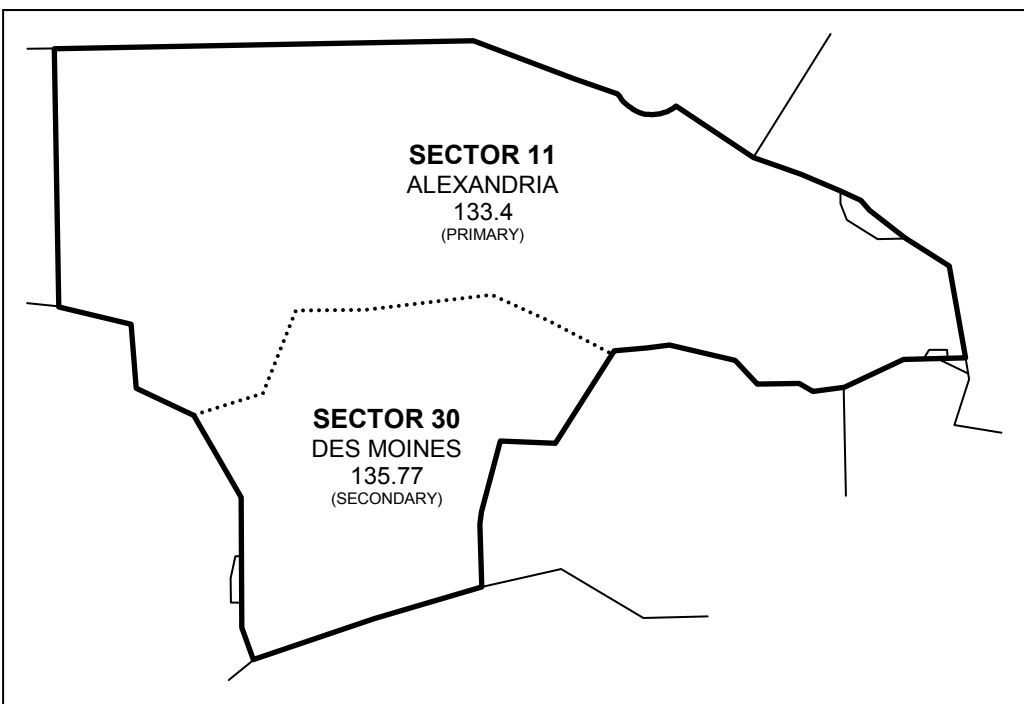 SECTOR 11
ALEXANDRIA
133.4
(PRIMARY)
SECTOR 30
DES MOINES
135.77
(SECONDARY)